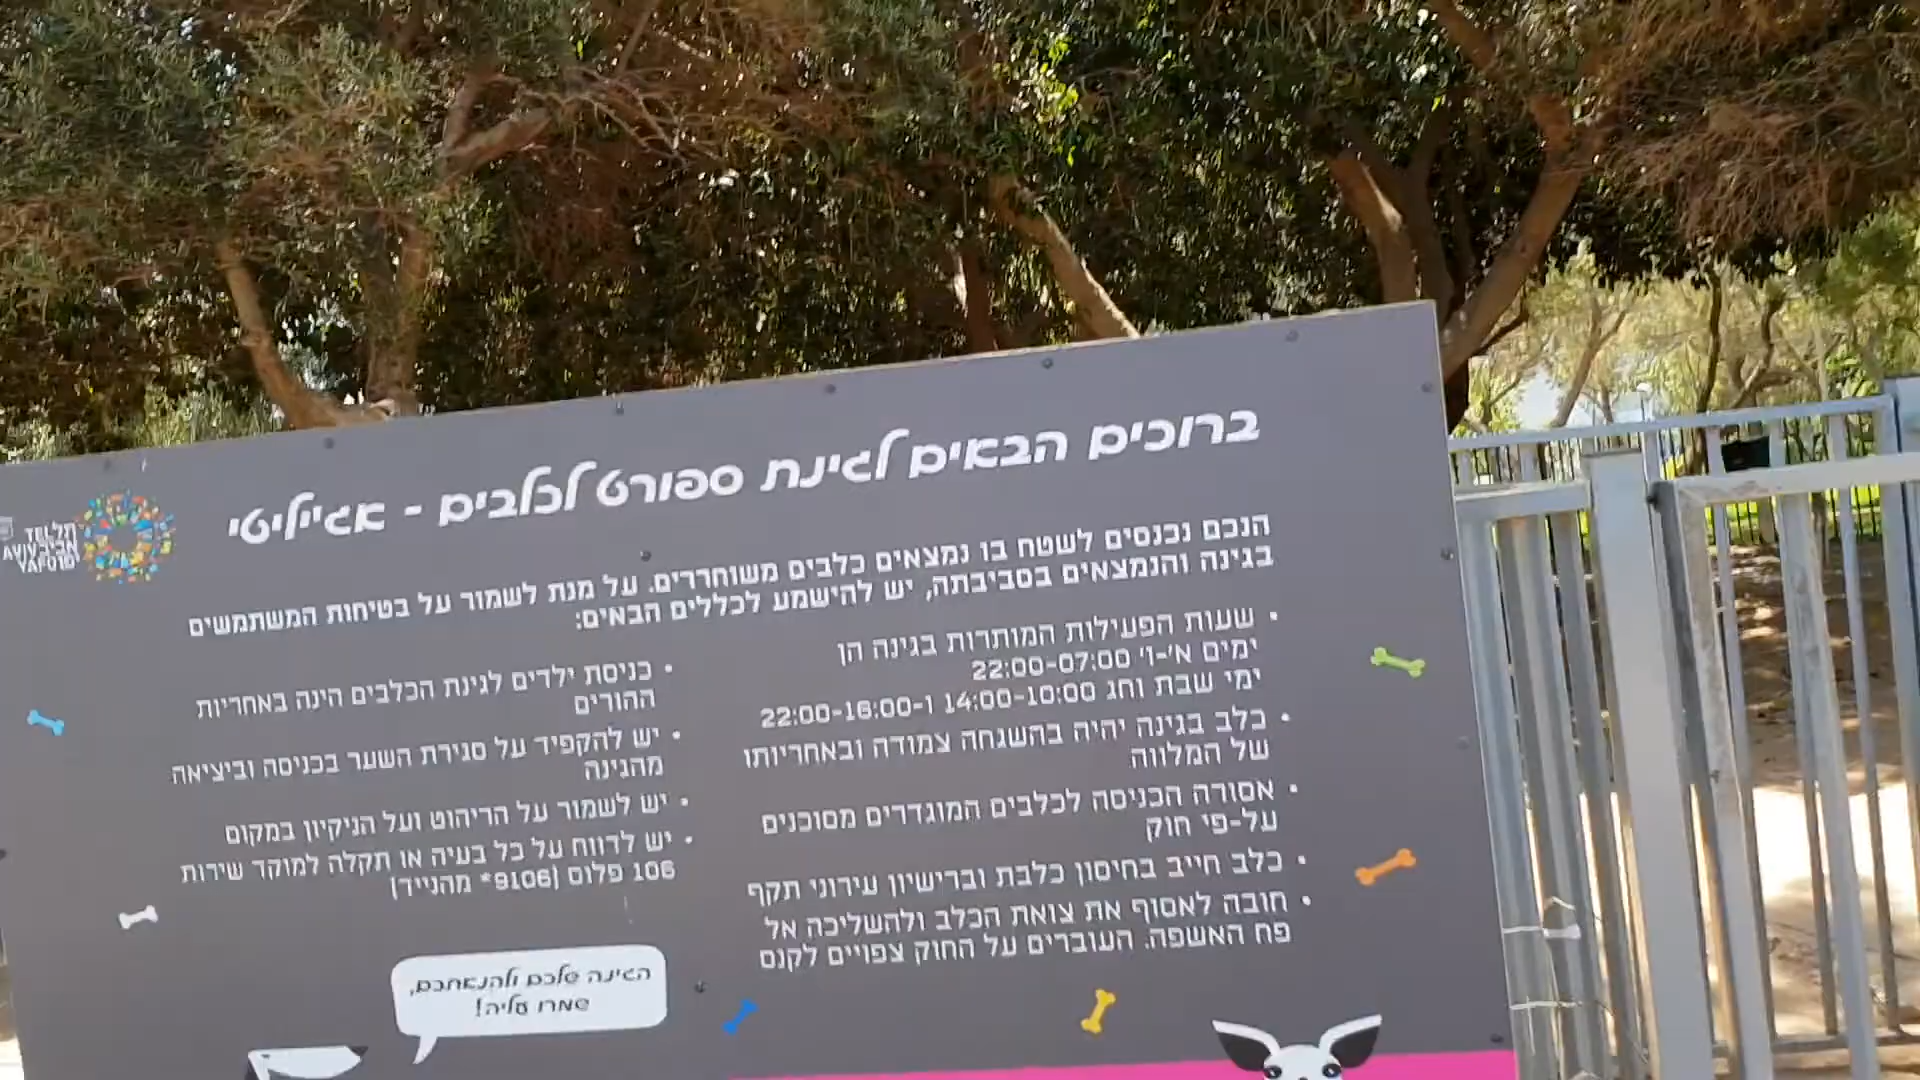 ברוכים הבאים לגינת ספורט לכלבים - אג'יליטי
תל
אביב
יפו
TEL
AVIV
YAFO
הנכם נכנסים לשטח בו נמצאים כלבים משוחררים. על מנת לשמור על בטיחות המשתמשים
בגינה והנמצאים בסביבתה, יש להישמע לכללים הבאים:
• שעות הפעילות המותרות בגינה הן
ימים א'-ו' 22:00-07:00
ימי שבת וחג 14:00-10:00 ו-22:00-16:00
• כלב בגינה יהיה בהשגחה צמודה ובאחריותו
של המלווה
• אסורה הכניסה לכלבים המוגדרים מסוכנים
על-פי חוק
• כלב חייב בחיסון כלבת וברישיון עירוני תקף
• חובה לאסוף את צואת הכלב ולהשליכה אל
פח האשפה. העוברים על החוק צפויים לקנס
• כניסת ילדים לגינת הכלבים הינה באחריות
ההורים
• יש להקפיד על סגירת השער בכניסה וביציאה
מהגינה
• יש לשמור על הריהוט ועל הניקיון במקום
• יש לדווח על כל בעיה או תקלה למוקד שירות
106 פלוס (9106* מהנייד)
הגינה שלכם ולהנאתכם,
שמרו עליה!